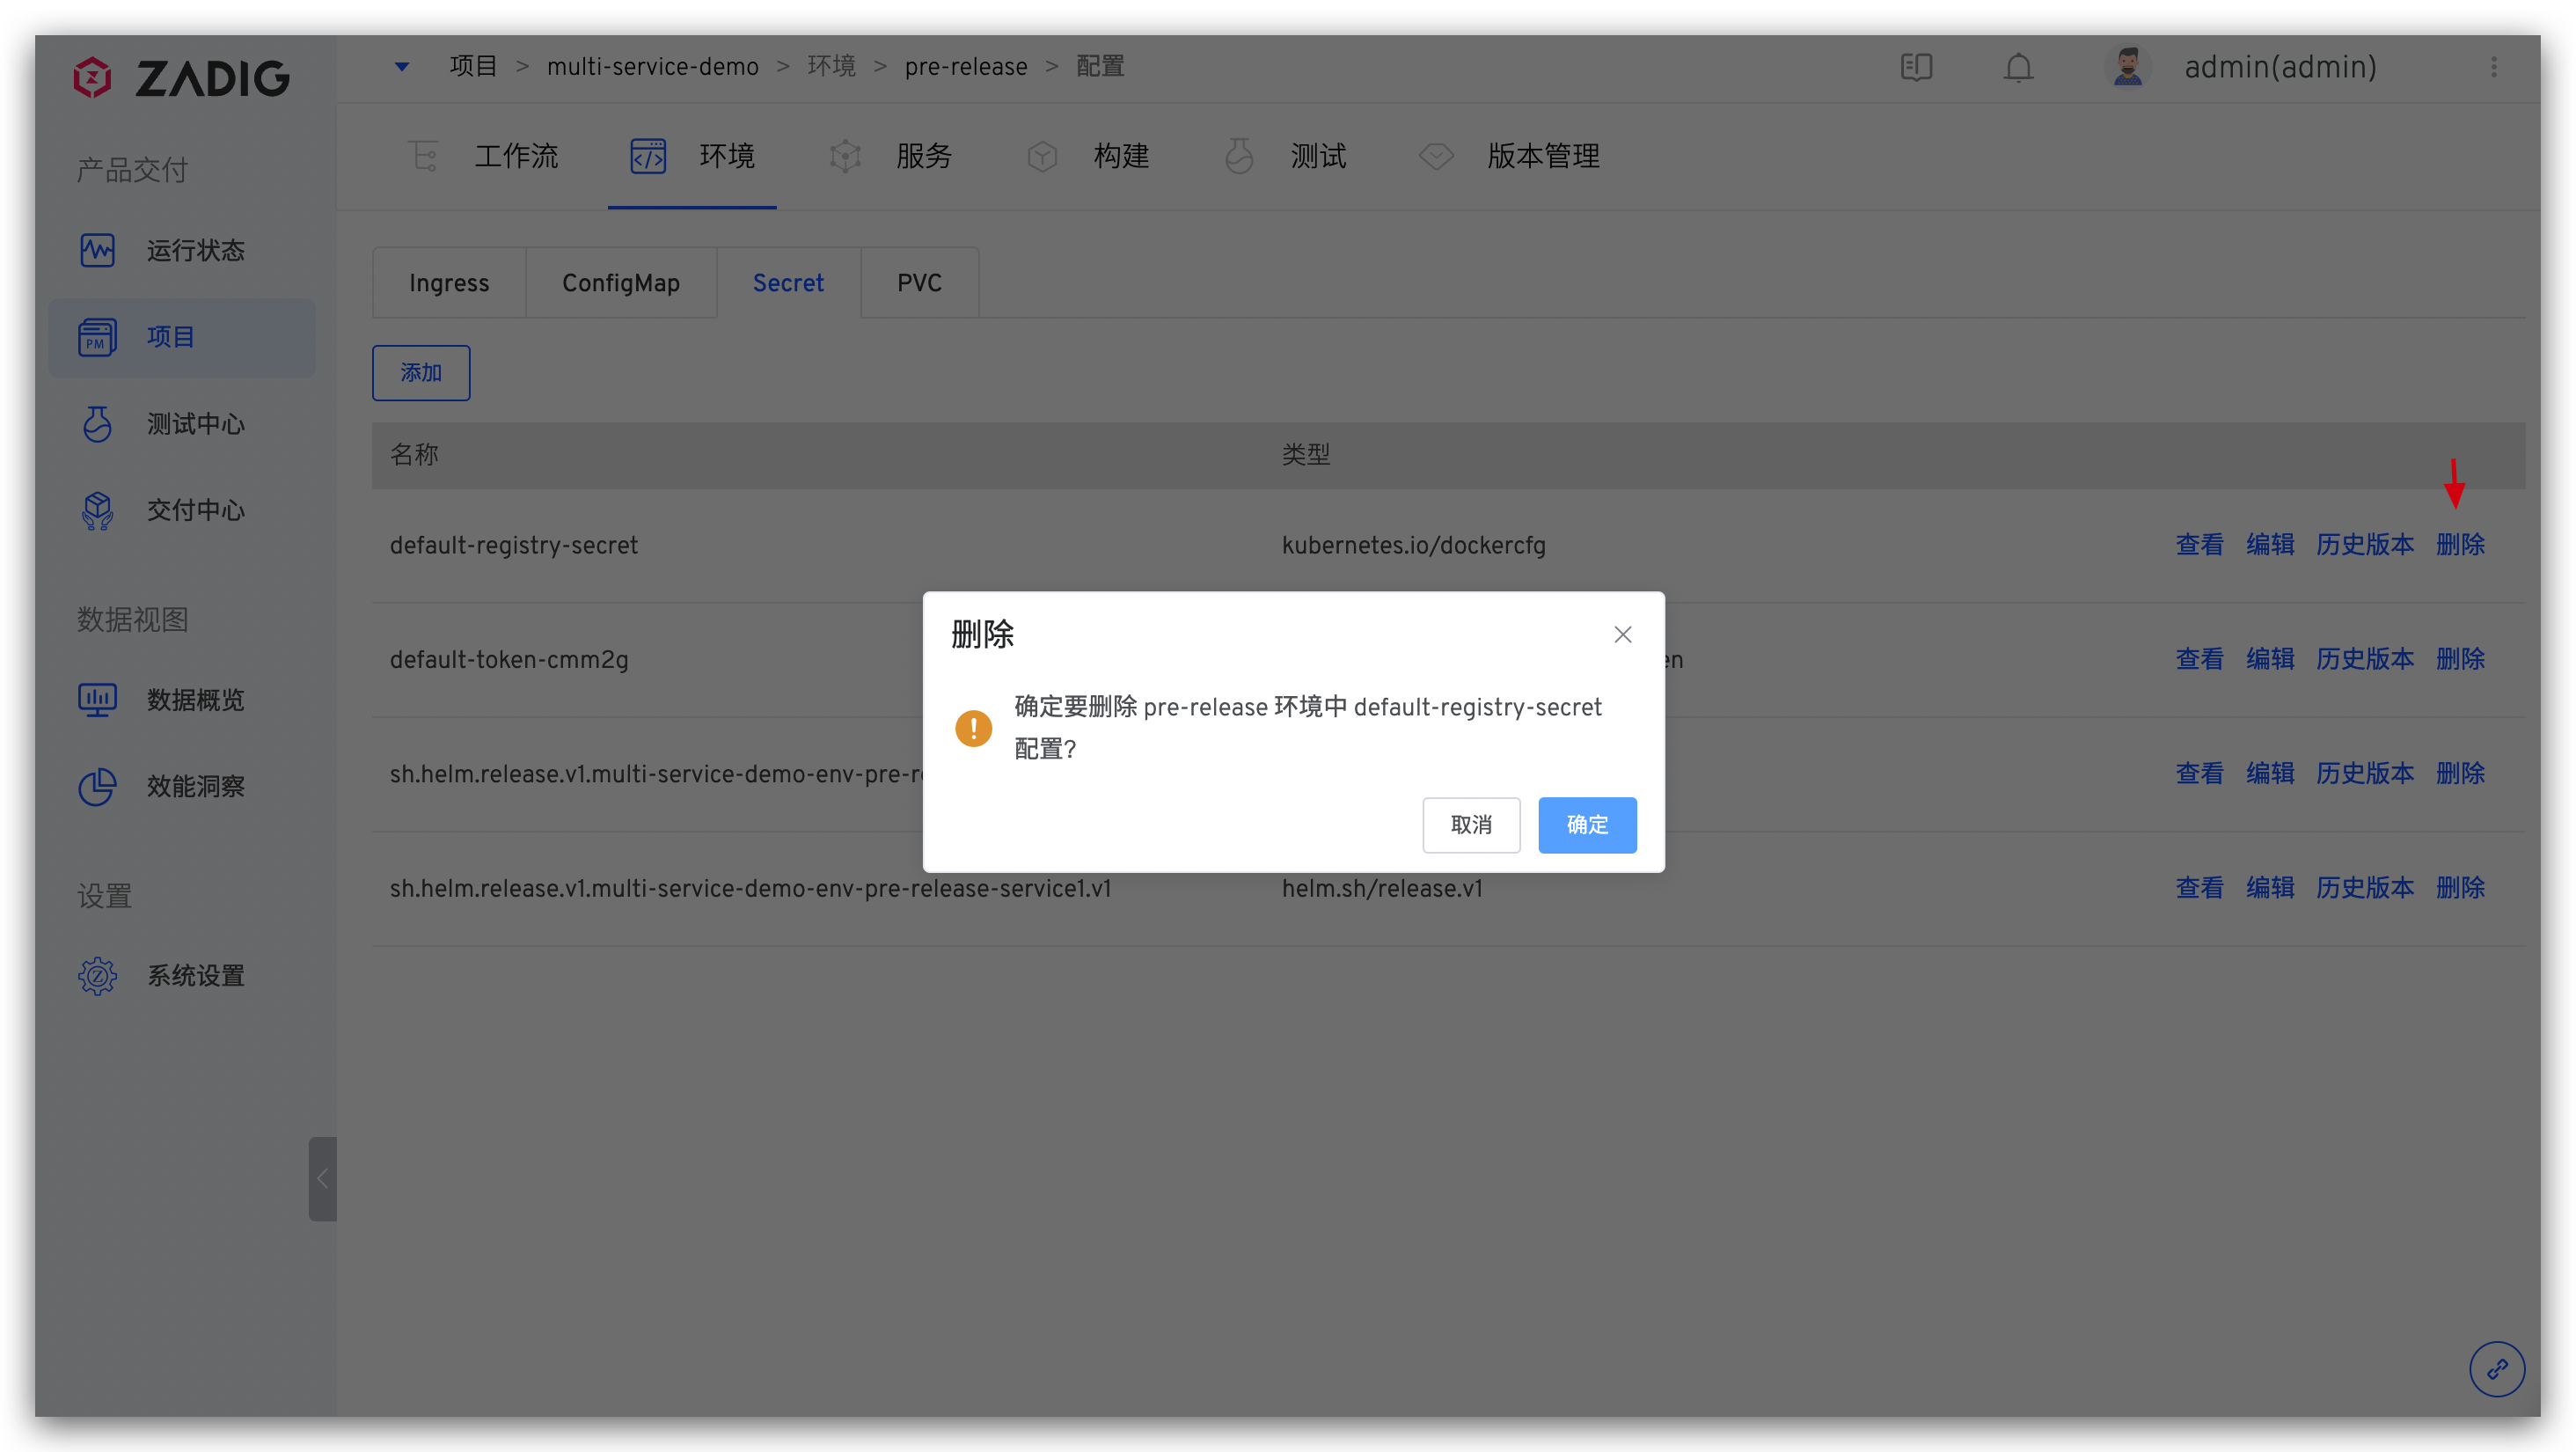 ZADIG
项目 > multi-service-demo > 环境 > pre-release > 配置
admin(admin)
产品交付
运行状态
PM
项目
测试中心
交付中心
数据视图
数据概览
效能洞察
设置
系统设置
工作流
环境
服务
构建
测试
版本管理
Ingress
ConfigMap
Secret
PVC
添加
名称
类型
default-registry-secret
kubernetes.io/dockercfg
查看 编辑 历史版本 删除
default-token-cmm2g
en
查看 编辑 历史版本 删除
sh.helm.release.v1.multi-service-demo-env-pre-r
查看 编辑 历史版本 删除
sh.helm.release.v1.multi-service-demo-env-pre-release-service1.v1
helm.sh/release.v1
查看 编辑 历史版本 删除
删除
确定要删除 pre-release 环境中 default-registry-secret
配置?
取消
确定